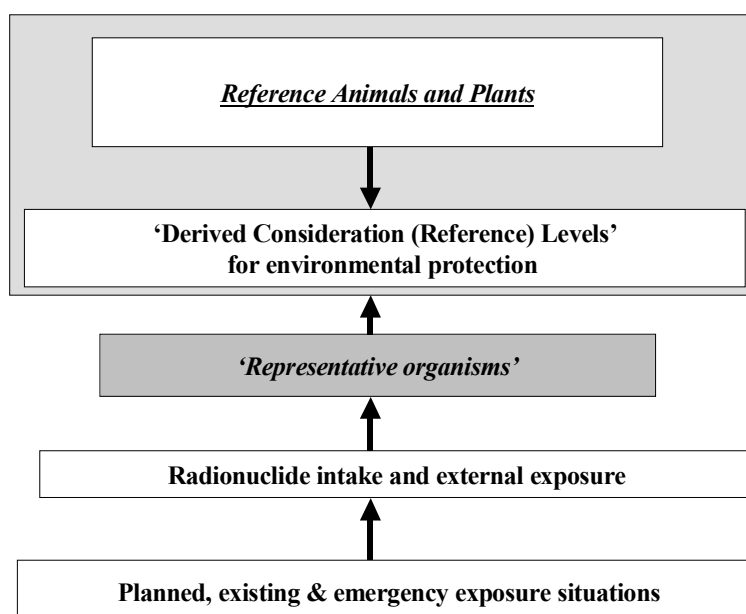 Reference Animals and Plants
‘Derived Consideration (Reference) Levels’
for environmental protection
‘Representative organisms’
Radionuclide intake and external exposure
Planned, existing & emergency exposure situations